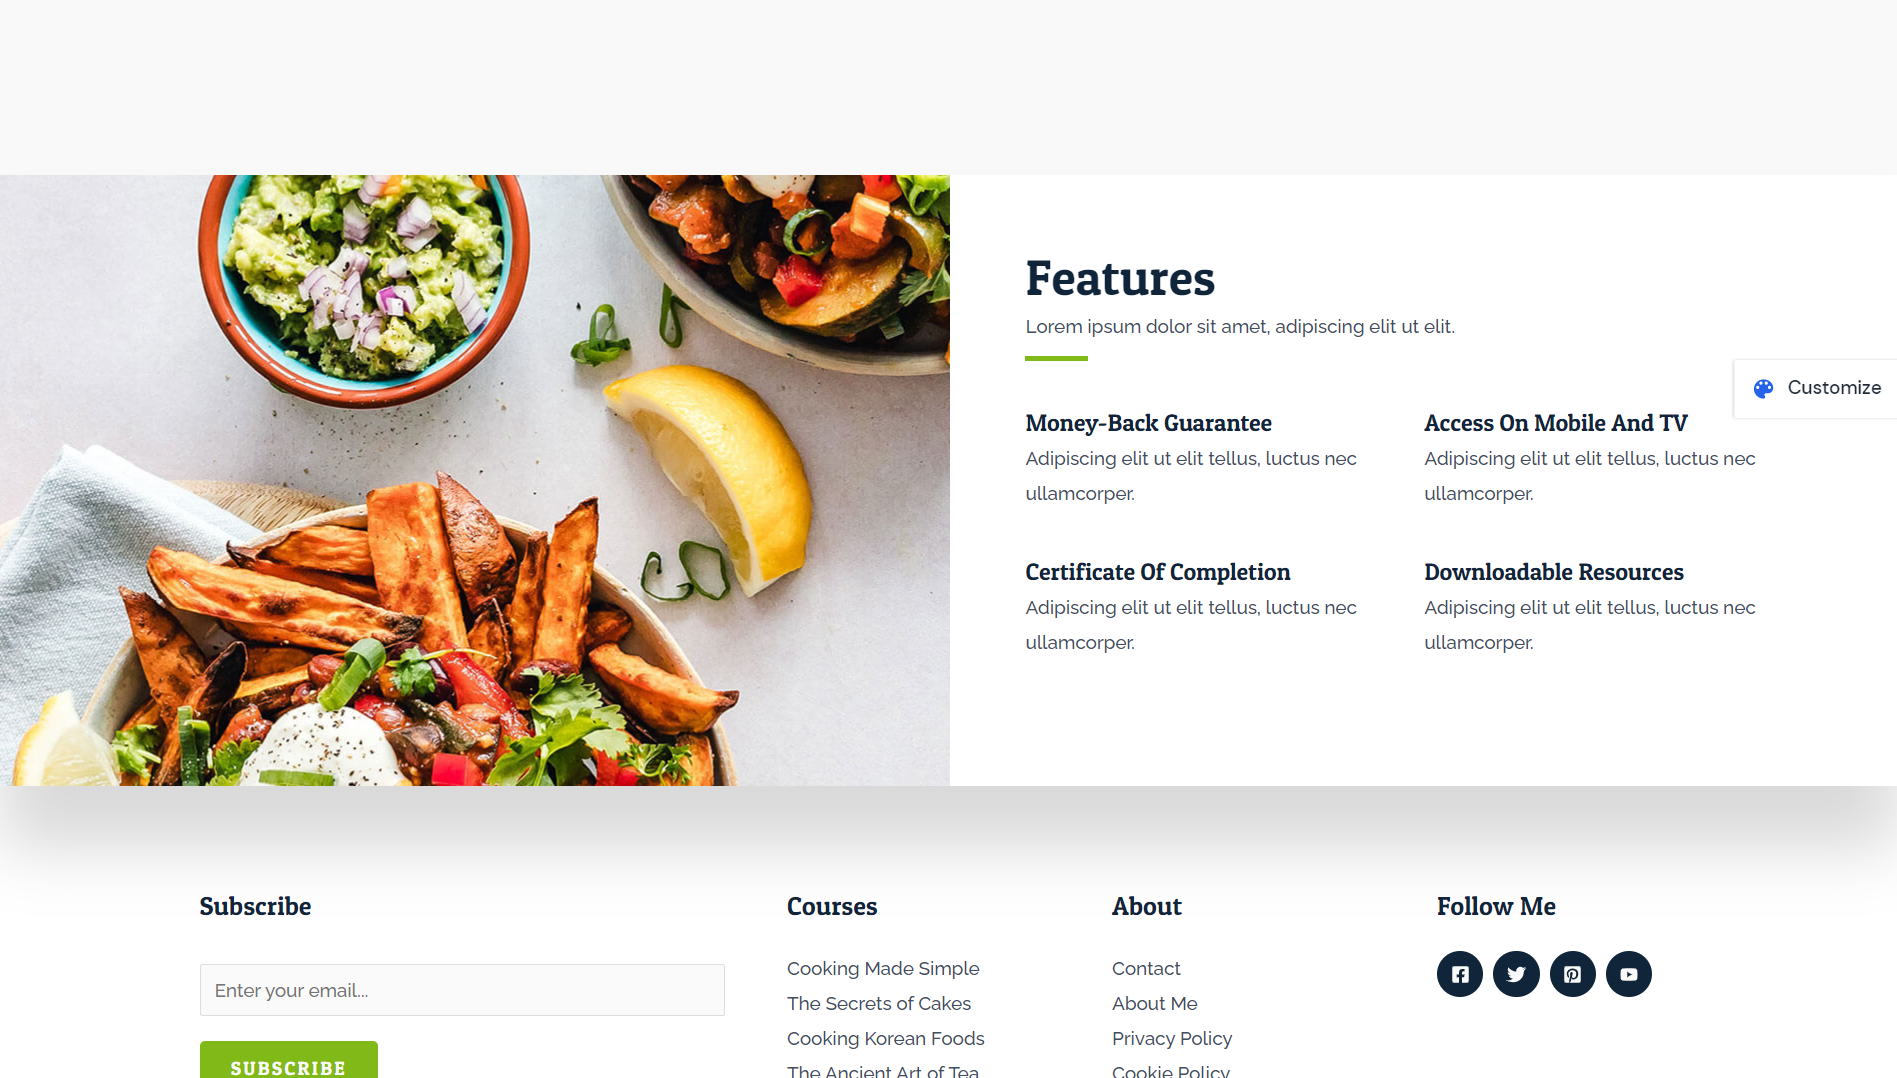 Features
Lorem ipsum dolor sit amet, adipiscing elit ut elit.
Customize
Money-Back Guarantee
Adipiscing elit ut elit tellus, luctus nec
ullamcorper.
Access On Mobile And TV
Adipiscing elit ut elit tellus, luctus nec
ullamcorper.
Certificate Of Completion
Adipiscing elit ut elit tellus, luctus nec
ullamcorper.
Downloadable Resources
Adipiscing elit ut elit tellus, luctus nec
ullamcorper.
Subscribe
Enter your email...
SUBSCRIBE
Courses
Cooking Made Simple
The Secrets of Cakes
Cooking Korean Foods
The Ancient Art of Tea
About
Contact
About Me
Privacy Policy
Cookie Policy
Follow Me